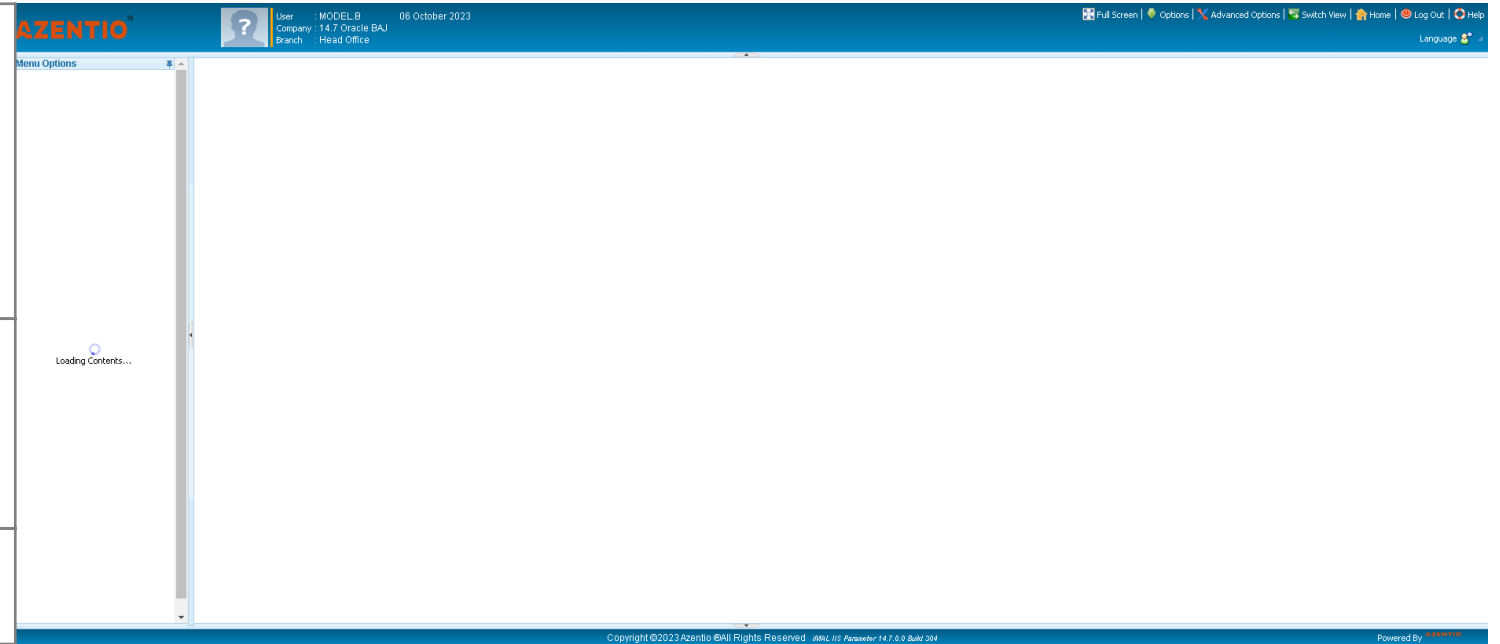 AZENTIO
User : MODEL.B 06 October 2023
Company : 14.7 Oracle BAJ
Branch : Head Office
Full Screen | Options | Advanced Options | Switch View | Home | Log Out | Help
Language
Menu Options
Loading Contents...
Copyright ©2023 Azentio ®All Rights Reserved iMAL IIS Parameter 14.7.0.0 Build 304
Powered By AZENTIO